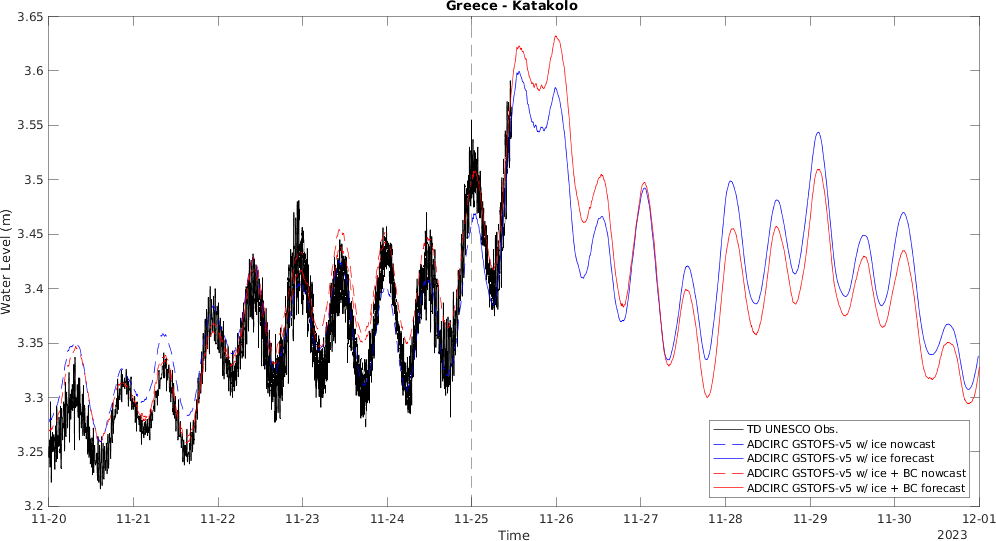 Greece - Katakolo
3.65
3.6
3.55
3.5
3.45
3.4
3.35
3.3
3.25
3.2
Water Level (m)
11-20
11-21
11-22
11-23
11-24
11-25
11-26
11-27
11-28
11-29
11-30
12-01
Time
2023
TD UNESCO Obs.
ADCIRC GSTOFS-v5 w/ ice nowcast
ADCIRC GSTOFS-v5 w/ ice forecast
ADCIRC GSTOFS-v5 w/ ice + BC nowcast
ADCIRC GSTOFS-v5 w/ ice + BC forecast